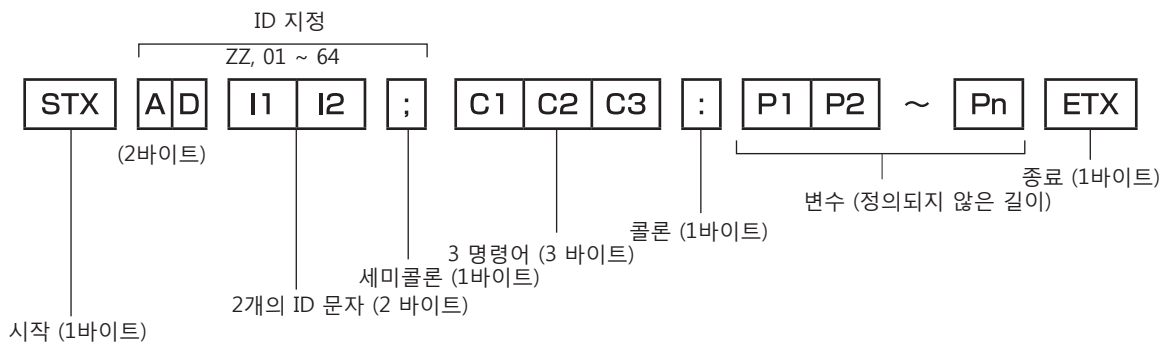 ID 지정
ZZ, 01 ~ 64
STX A D I1 I2 ; C1 C2 C3 : P1 P2 ~ Pn ETX
(2바이트)
종료 (1바이트)
변수 (정의되지 않은 길이)
콜론 (1바이트)
3 명령어 (3 바이트)
세미콜론 (1바이트)
2개의 ID 문자 (2 바이트)
시작 (1바이트)